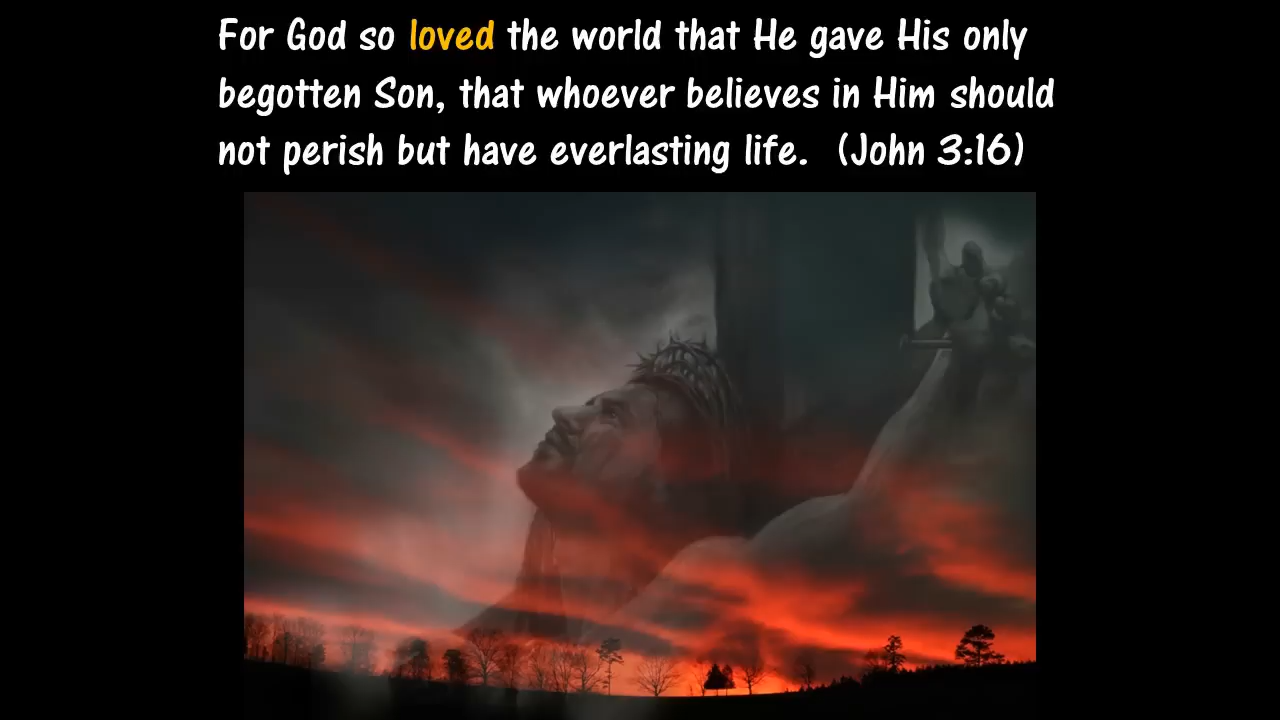 For God so loved the world that He gave His only
begotten Son, that whoever believes in Him should
not perish but have everlasting life.  (John 3:16)